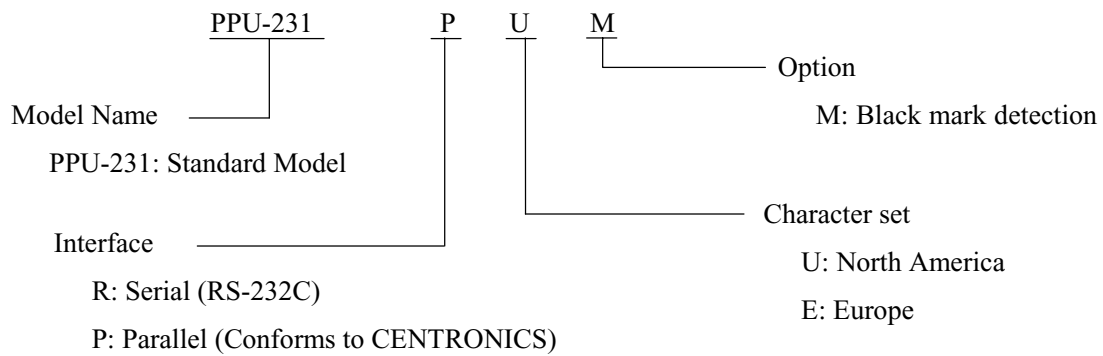 PPU-231 P U M
Option
Model Name
M: Black mark detection
PPU-231: Standard Model
Character set
Interface
U: North America
R: Serial (RS-232C)
E: Europe
P: Parallel (Conforms to CENTRONICS)